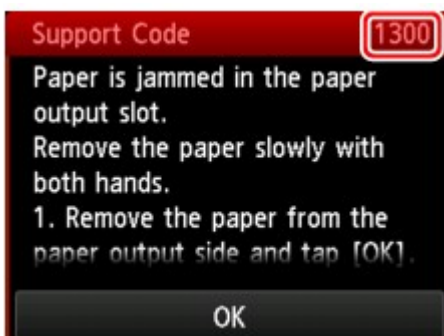 Support Code 1300
Paper is jammed in the paper
output slot.
Remove the paper slowly with
both hands.
1. Remove the paper from the
paper output side and tap [OK].
OK